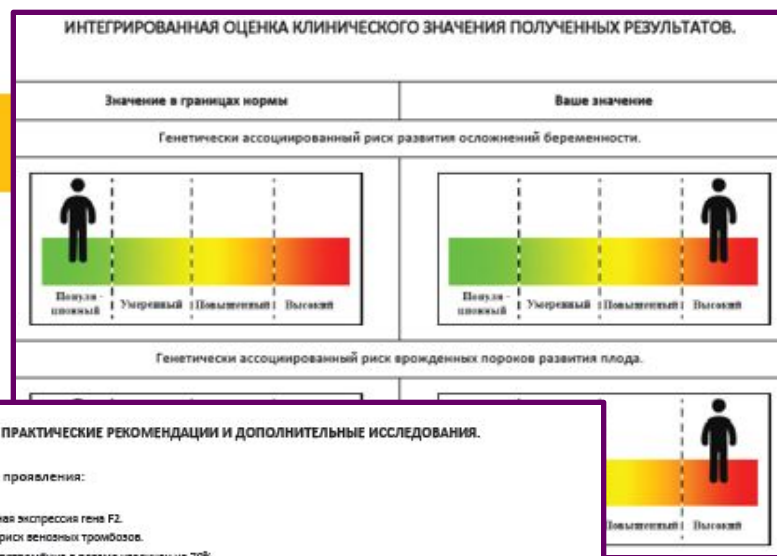 ИНТЕГРИРОВАННАЯ ОЦЕНКА КЛИНИЧЕСКОГО ЗНАЧЕНИЯ ПОЛУЧЕННЫХ РЕЗУЛЬТАТОВ.
Значение в границах нормы
Ваше значение
Генетически ассоциированный риск развития осложнений беременности.
Популя -
ционный
Умеренный
Повышенный
Высокий
Популя -
ционный
Умеренный
Повышенный
Высокий
Генетически ассоциированный риск врожденных пороков развития плода.
Повышенный
Высокий
ПРАКТИЧЕСКИЕ РЕКОМЕНДАЦИИ И ДОПОЛНИТЕЛЬНЫЕ ИССЛЕДОВАНИЯ.
проявления:
ная экспрессия гена F2.
риск венозных тромбозов.